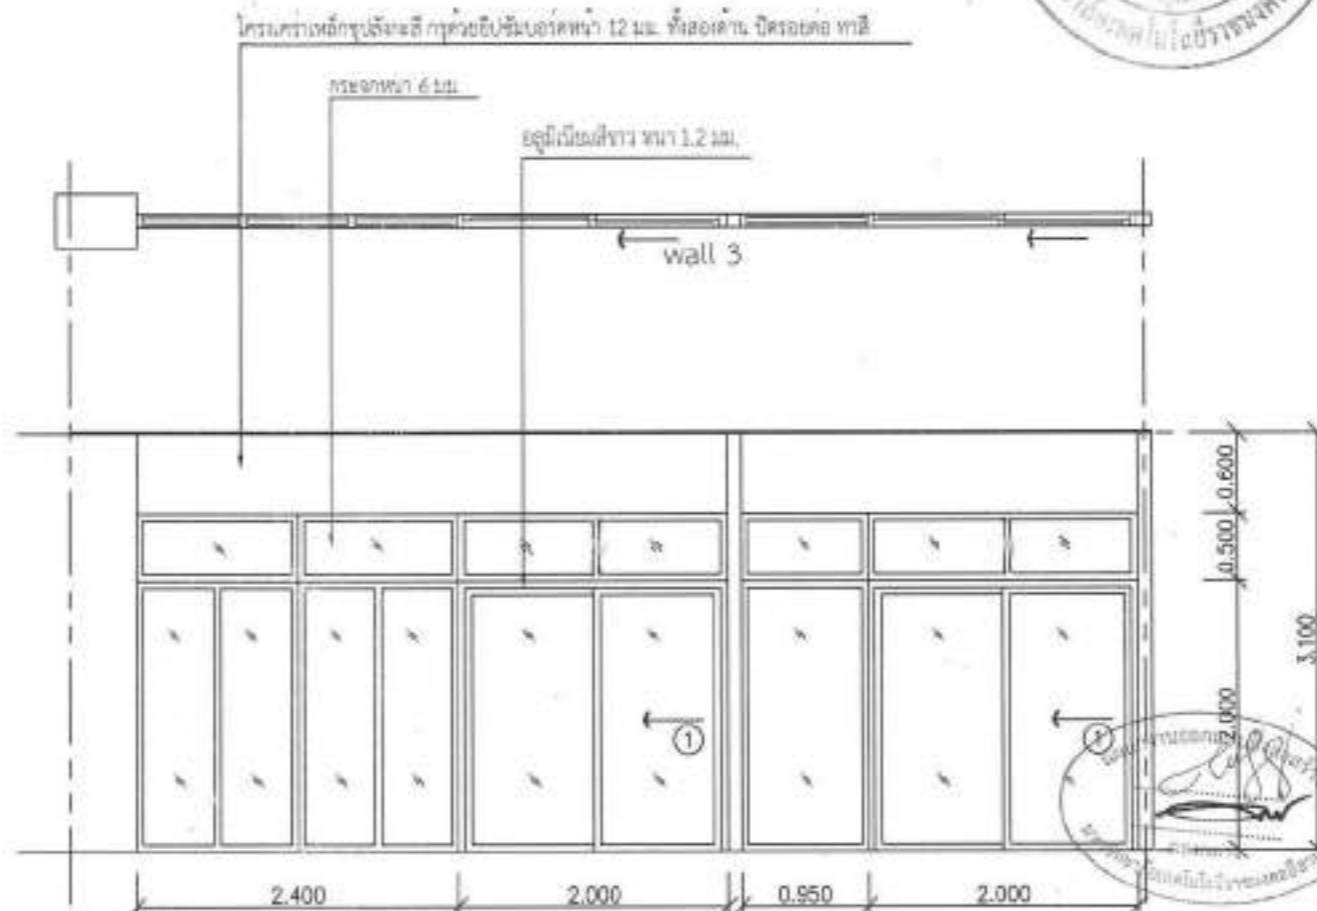 โครงเคร่าเหล็กชุปสังกะสี กรุด้วยยิปซัมบอร์ดหน้า 12 มม. ทั้งสองด้าน ปิดรอยต่อ ทาสี
กระจกหนา 6 มม.
อลูมิเนียมสีขาว หนา 1.2 มม.
wall 3
0.600
0.500
3.100
2.000
1
1
2.400
2.000
0.950
2.000